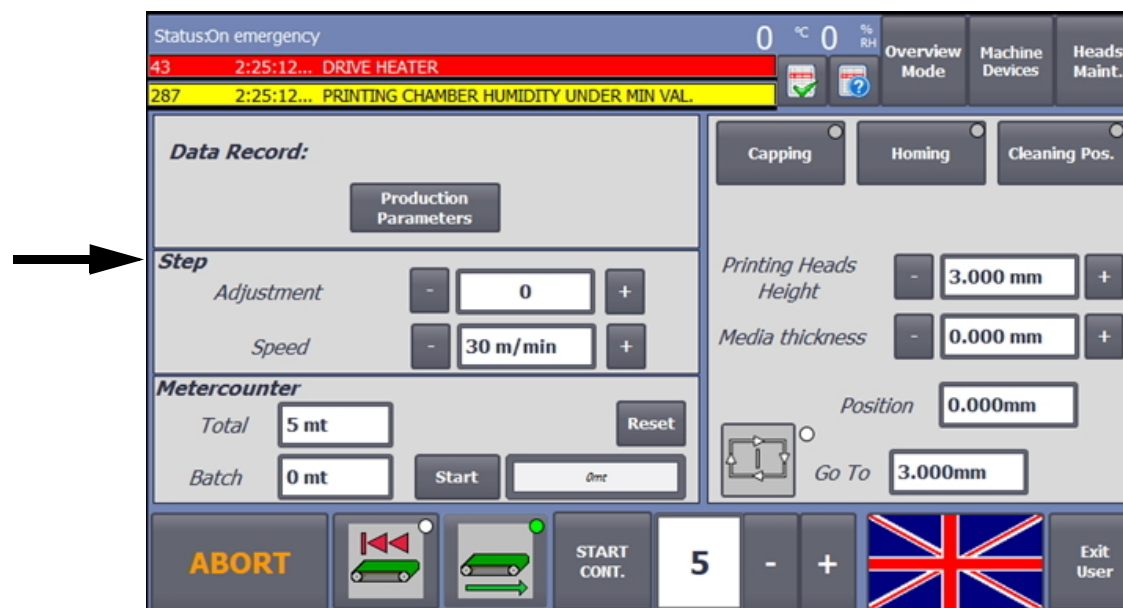 Status:On emergency
0 °C 0 % RH
43 2:25:12... DRIVE HEATER
287 2:25:12... PRINTING CHAMBER HUMIDITY UNDER MIN VAL.
Overview Mode
Machine Devices
Heads Maint.
Data Record:
Production
Parameters
Step
Adjustment - 0 +
Speed - 30 m/min +
Metercounter
Total 5 mt Reset
Batch 0 mt Start 0mt
Capping
Homing
Cleaning Pos.
Printing Heads
Height - 3.000 mm +
Media thickness - 0.000 mm +
Position 0.000mm
Go To 3.000mm
ABORT
START
CONT.
5 - +
Exit
User